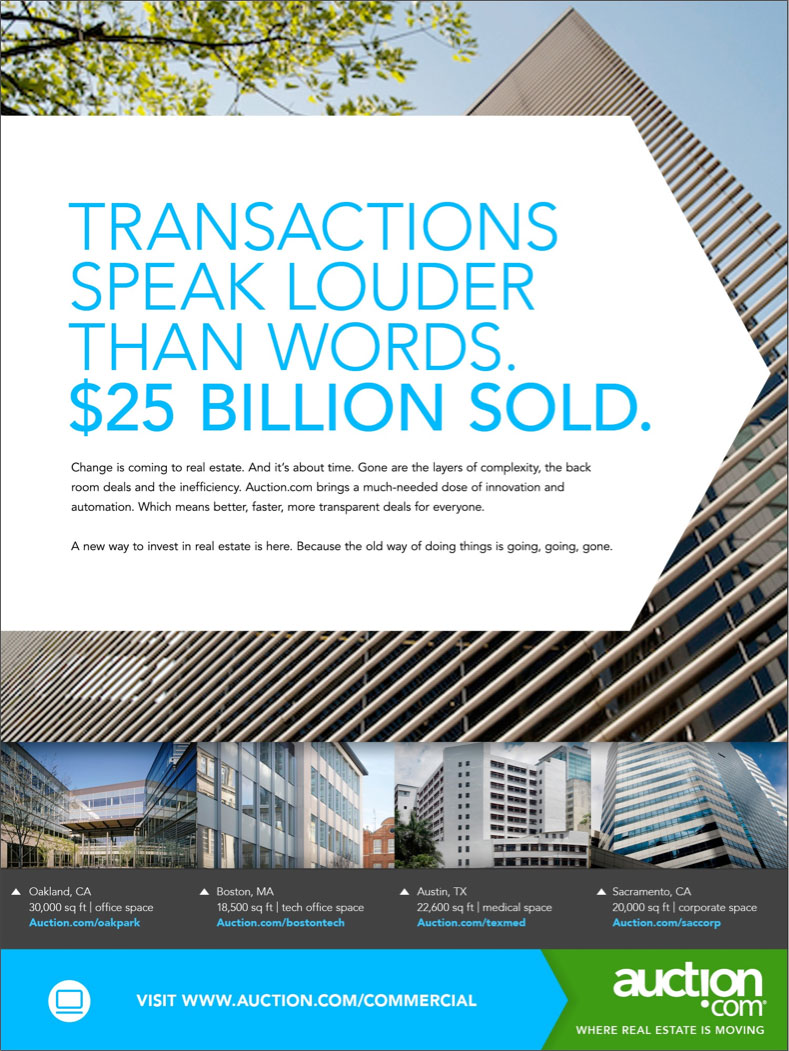 TRANSACTIONS
SPEAK LOUDER
THAN WORDS.
$25 BILLION SOLD.
Change is coming to real estate. And it's about time. Gone are the layers of complexity, the back
room deals and the inefficiency. Auction.com brings a much-needed dose of innovation and
automation. Which means better, faster, more transparent deals for everyone.
A new way to invest in real estate is here. Because the old way of doing things is going, going, gone.
Oakland, CA
30,000 sq ft | office space
Auction.com/oakpark
Boston, MA
18,500 sq ft | tech office space
Auction.com/bostontech
Austin, TX
22,600 sq ft | medical space
Auction.com/texmed
Sacramento, CA
20,000 sq ft | corporate space
Auction.com/saccorp
VISIT WWW.AUCTION.COM/COMMERCIAL
auction
.com®
WHERE REAL ESTATE IS MOVING